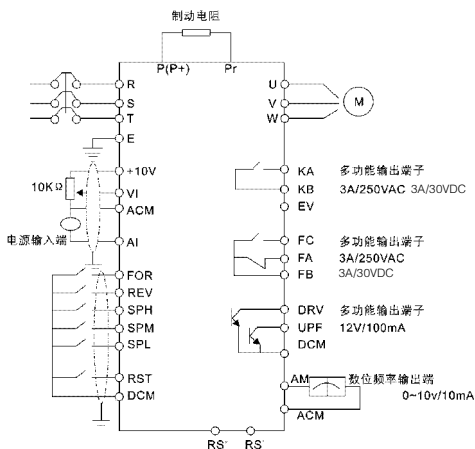 制动电阻
P(P+) Pr
R
S
T
E
+10V
10KΩ
VI
ACM
电源输入端
AI
FOR
REV
SPH
SPM
SPL
RST
DCM
U
V
W
M
KA 多功能输出端子
KB 3A/250VAC 3A/30VDC
EV
FC 多功能输出端子
FA 3A/250VAC
FB 3A/30VDC
DRV 多功能输出端子
UPF 12V/100mA
DCM
AM 数位频率输出端
0~10v/10mA
ACM
RS+ RS-